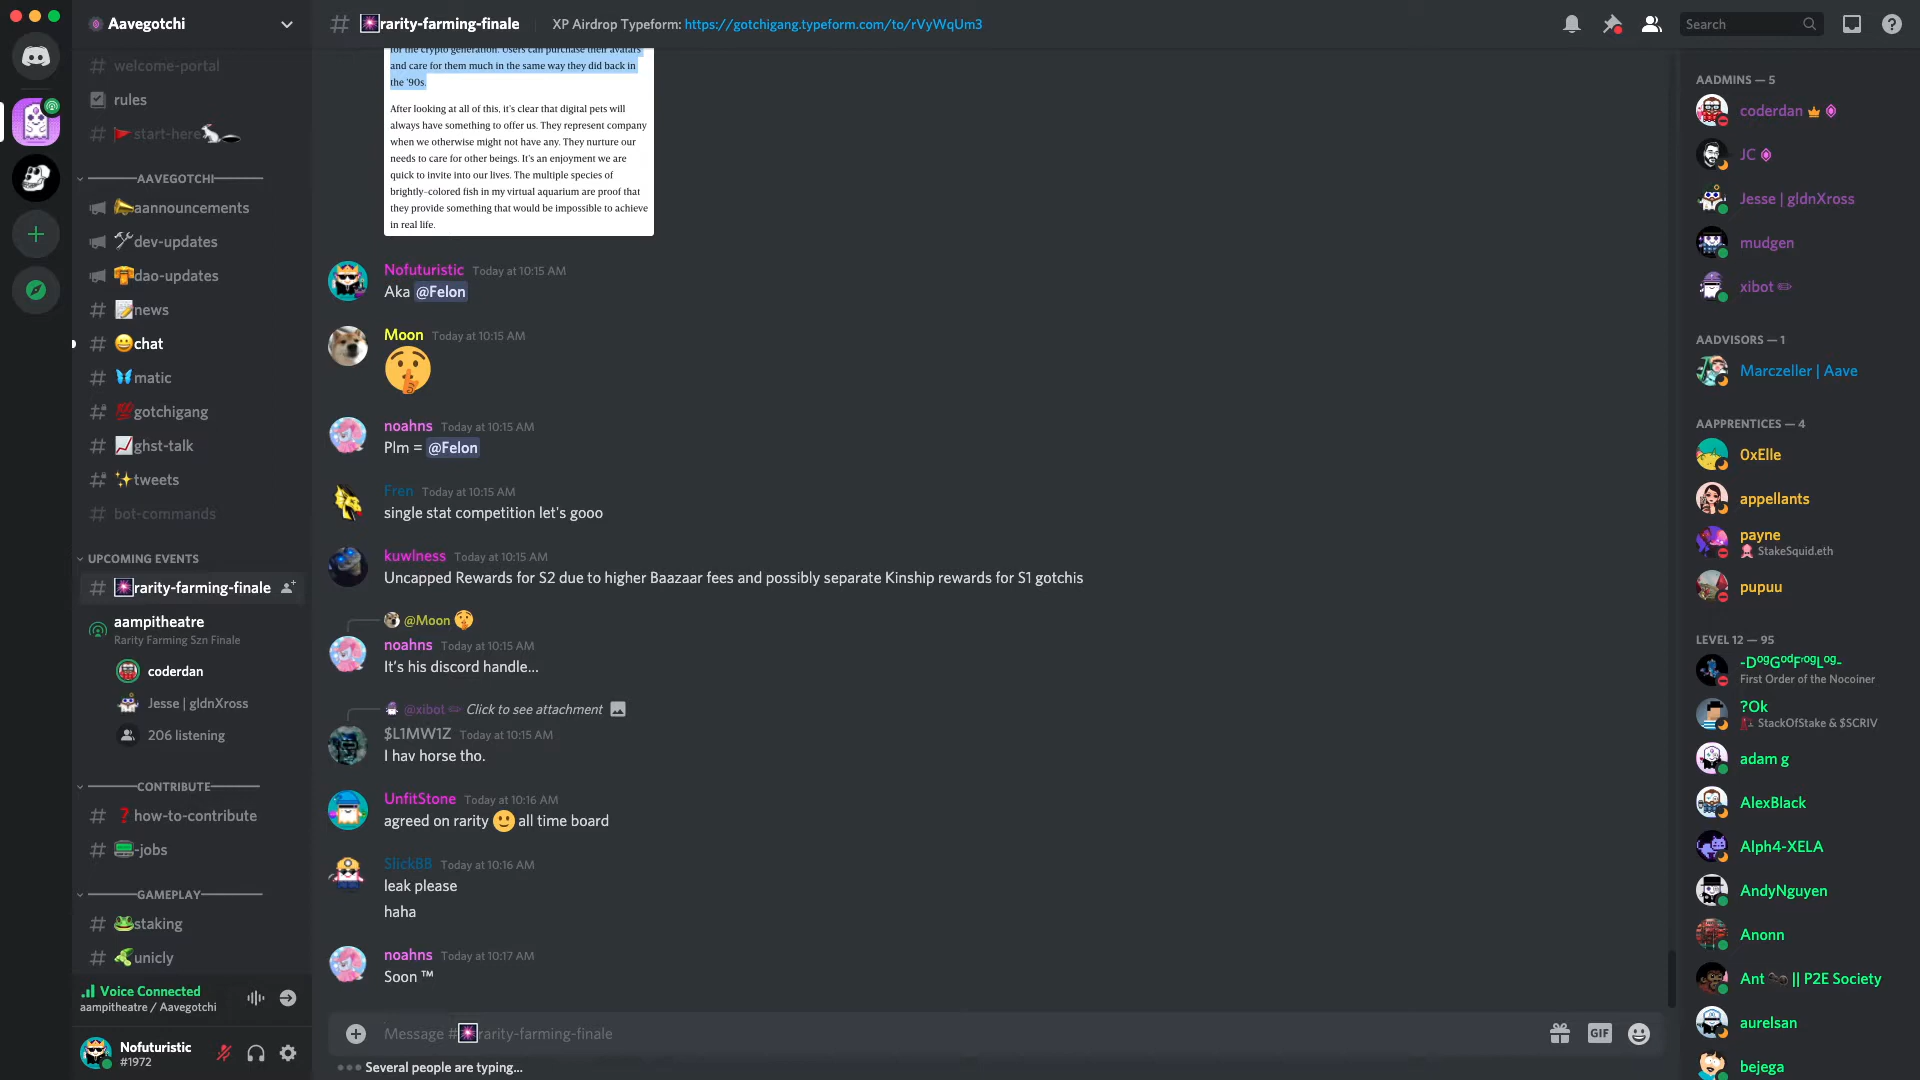 Aavegotchi
welcome-portal
rules
start-here
AAVEGOTCHI
aannouncements
dev-updates
dao-updates
news
chat
matic
gotchigang
ghst-talk
tweets
bot-commands
UPCOMING EVENTS
rarity-farming-finale
aampitheatre
Rarity Farming Szn Finale
coderdan
Jesse | gldnXross
206 listening
CONTRIBUTE
how-to-contribute
-jobs
GAMEPLAY
staking
unicly
Voice Connected
aampitheatre / Aavegotchi
Nofuturistic
#1972
rarity-farming-finale
XP Airdrop Typeform: https://gotchigang.typeform.com/to/rVyWqUm3
Search
for the crypto generation. Users can purchase their avatars
and care for them much in the same way they did back in
the '90s.
After looking at all of this, it's clear that digital pets will
always have something to offer us. They represent company
when we otherwise might not have any. They nurture our
needs to care for other beings. It's an enjoyment we are
quick to invite into our lives. The multiple species of
brightly-colored fish in my virtual aquarium are proof that
they provide something that would be impossible to achieve
in real life.
Nofuturistic Today at 10:15 AM
Aka @Felon
Moon Today at 10:15 AM
noahns Today at 10:15 AM
Plm = @Felon
Fren Today at 10:15 AM
single stat competition let's gooo
kuwlness Today at 10:15 AM
Uncapped Rewards for S2 due to higher Baazaar fees and possibly separate Kinship rewards for S1 gotchis
@Moon
noahns Today at 10:15 AM
It's his discord handle...
@xibot Click to see attachment
$L1MW1Z Today at 10:15 AM
I hav horse tho.
UnfitStone Today at 10:16 AM
agreed on rarity 🙂 all time board
SlickBB Today at 10:16 AM
leak please
haha
noahns Today at 10:17 AM
Soon ™
Message # rarity-farming-finale
GIF
Several people are typing...
AADMINS — 5
coderdan
JC
Jesse | gldnXross
mudgen
xibot
AADVISORS — 1
Marczeller | Aave
AAPPRENTICES — 4
0xElle
appellants
payne
StakeSquid.eth
pupuu
LEVEL 12 — 95
-DᵒᵍGᵒᵈFʳᵒᵍLᵒᵍ-
First Order of the Nocoiner
?Ok
StackOfStake & $SCRIV
adam g
AlexBlack
Alph4-XELA
AndyNguyen
Anonn
Ant || P2E Society
aurelsan
bejega